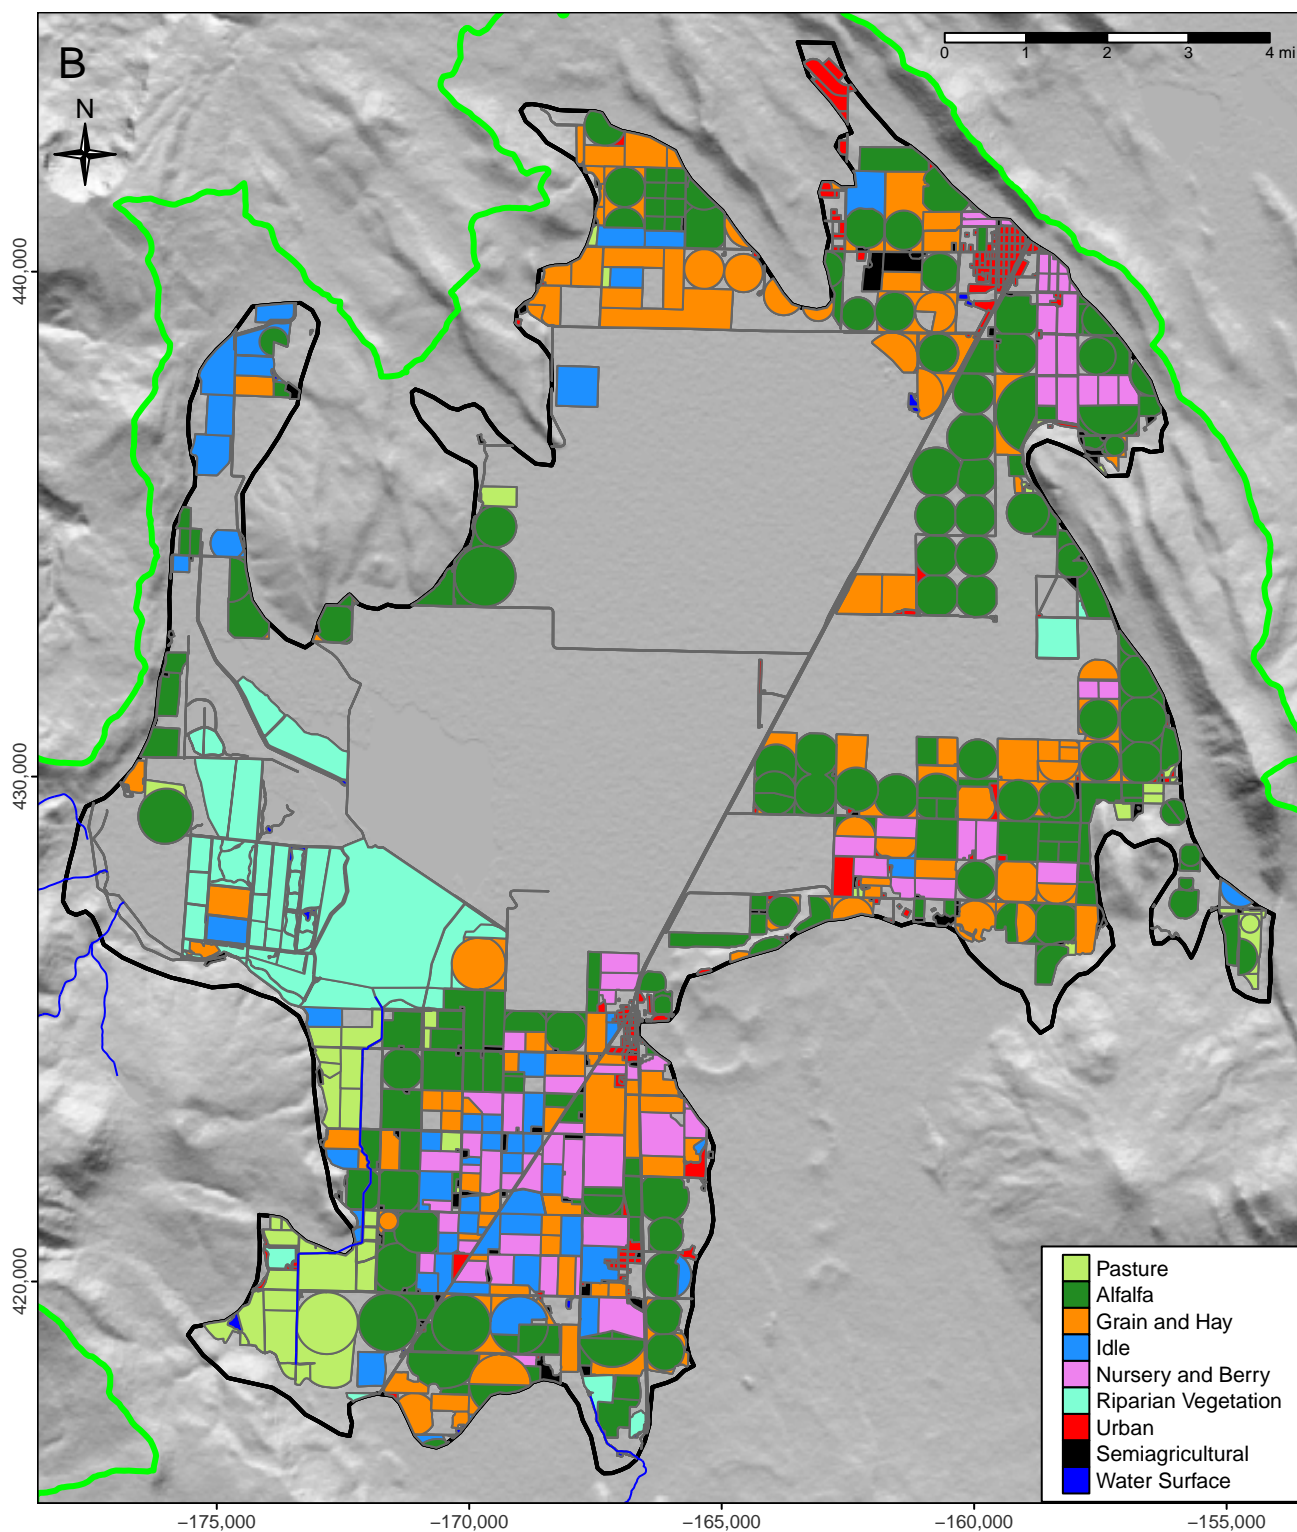 B
N
0 1 2 3 4 mi
440,000
430,000
420,000
Pasture
Alfalfa
Grain and Hay
Idle
Nursery and Berry
Riparian Vegetation
Urban
Semiagricultural
Water Surface
−175,000 −170,000 −165,000 −160,000 −155,000